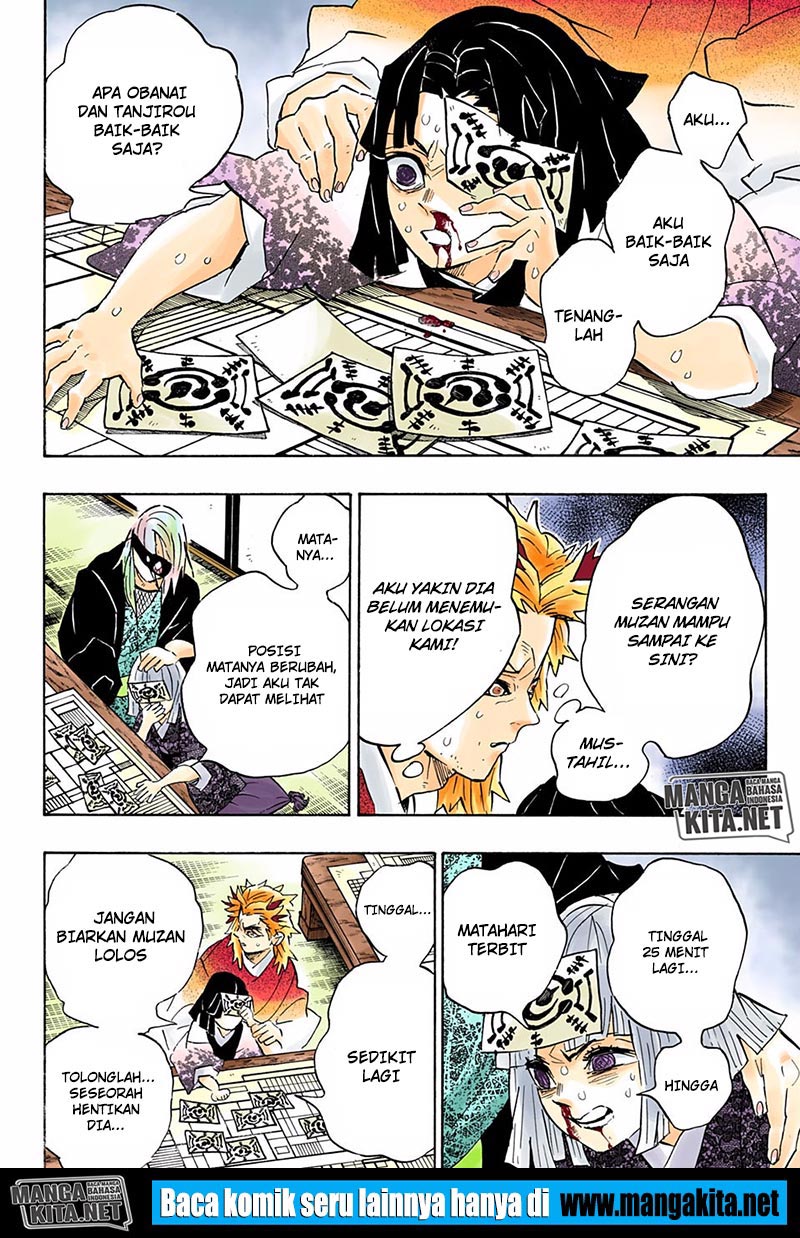 AKU...
AKU
BAIK-BAIK
SAJA
TENANG-
LAH
APA OBANAI
DAN TANJIROU
BAIK-BAIK
SAJA?
SERANGAN
MUZAN MAMPU
SAMPAI KE
SINI?
MUS-
TAHIL...
AKU YAKIN DIA
BELUM MENEMU-
KAN LOKASI
KAMI!
MATA-
NYA...
POSISI
MATANYA BERUBAH,
JADI AKU TAK
DAPAT MELIHAT
MANGA
KITA.NET
BACA MANGA
BAHASA
INDONESIA
TINGGAL
25 MENIT
LAGI...
HINGGA
MATAHARI
TERBIT
TINGGAL...
SEDIKIT
LAGI
JANGAN
BIARKAN MUZAN
LOLOS
TOLONGLAH...
SESEORAH
HENTIKAN
DIA...
MANGA
KITA.NET
BACA MANGA
BAHASA
INDONESIA
Baca komik seru lainnya hanya di www.mangakita.net